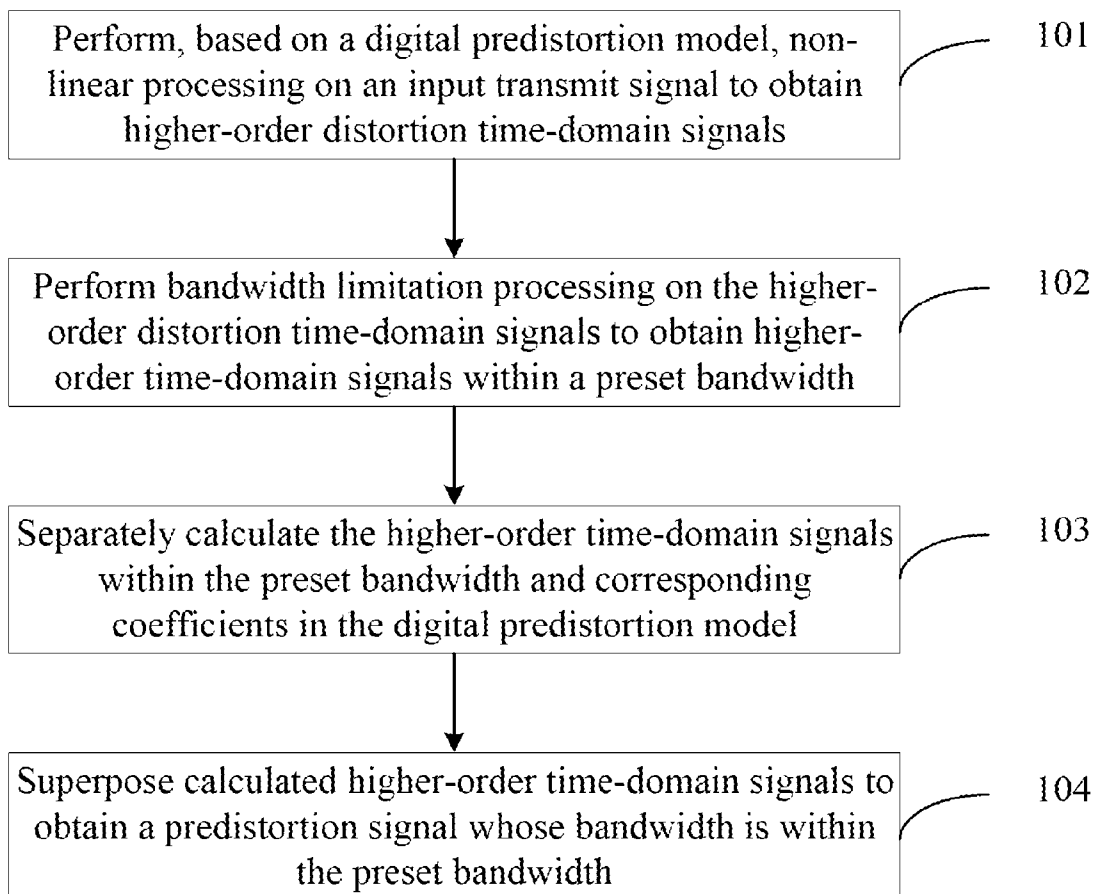 Perform, based on a digital predistortion model, non-
linear processing on an input transmit signal to obtain
higher-order distortion time-domain signals
101
Perform bandwidth limitation processing on the higher-
order distortion time-domain signals to obtain higher-
order time-domain signals within a preset bandwidth
102
Separately calculate the higher-order time-domain signals
within the preset bandwidth and corresponding
coefficients in the digital predistortion model
103
Superpose calculated higher-order time-domain signals to
obtain a predistortion signal whose bandwidth is within
the preset bandwidth
104